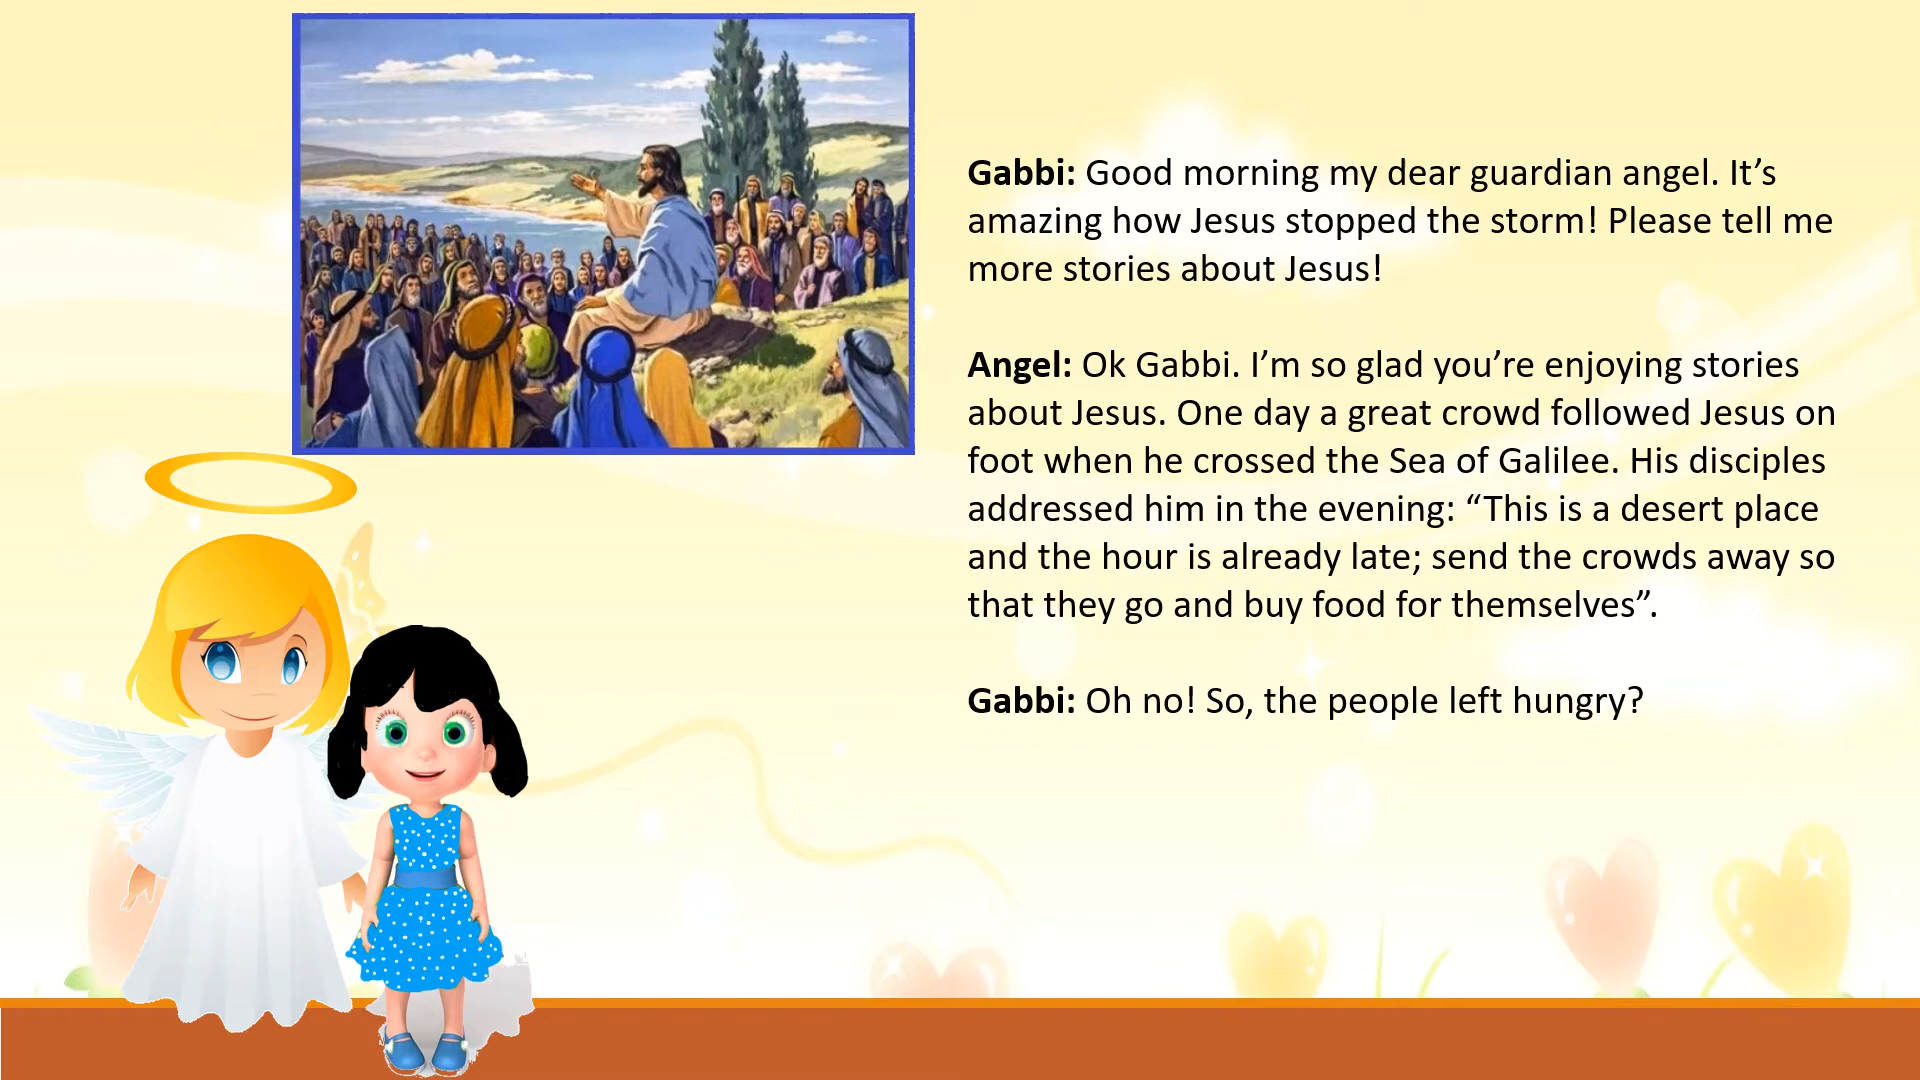 Gabbi: Good morning my dear guardian angel. It’s
amazing how Jesus stopped the storm! Please tell me
more stories about Jesus!
Angel: Ok Gabbi. I’m so glad you’re enjoying stories
about Jesus. One day a great crowd followed Jesus on
foot when he crossed the Sea of Galilee. His disciples
addressed him in the evening: “This is a desert place
and the hour is already late; send the crowds away so
that they go and buy food for themselves”.
Gabbi: Oh no! So, the people left hungry?